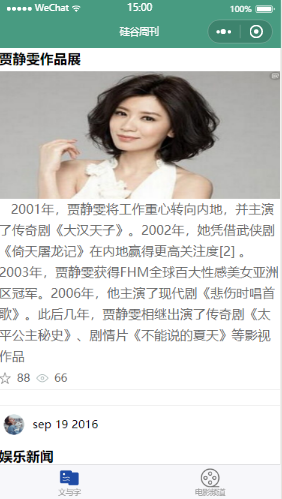 WeChat 15:00 100%
硅谷周刊
贾静雯作品展
2001年，贾静雯将工作重心转向内地，并主演
了传奇剧《大汉天子》。2002年，她凭借武侠剧
《倚天屠龙记》在内地赢得更高关注度[2] 。
2003年，贾静雯获得FHM全球百大性感美女亚洲
区冠军。2006年，他主演了现代剧《悲伤时唱首
歌》。此后几年，贾静雯相继出演了传奇剧《太
平公主秘史》、剧情片《不能说的夏天》等影视
作品
88 66
sep 19 2016
娱乐新闻
文与字 电影频道